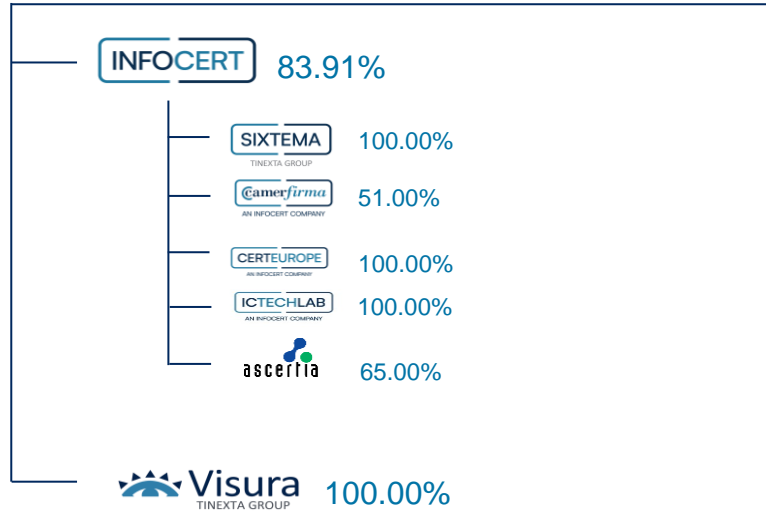 INFOCERT 83.91%
SIXTEMA 100.00%
TINEXTA GROUP
Camerfirma 51.00%
AN INFOCERT COMPANY
CERTEUROPE 100.00%
AN INFOCERT COMPANY
ICTECHLAB 100.00%
AN INFOCERT COMPANY
ascertia 65.00%
Visura 100.00%
TINEXTA GROUP